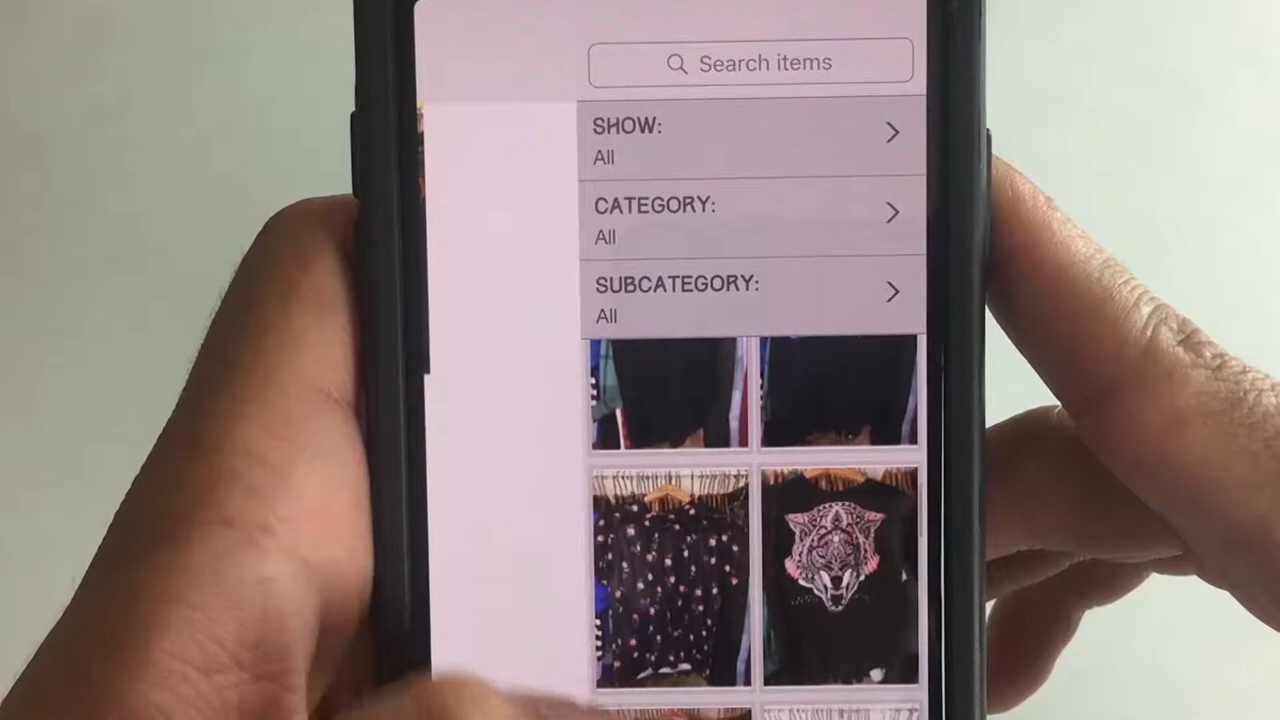 Search items
SHOW:
All
CATEGORY:
All
SUBCATEGORY:
All